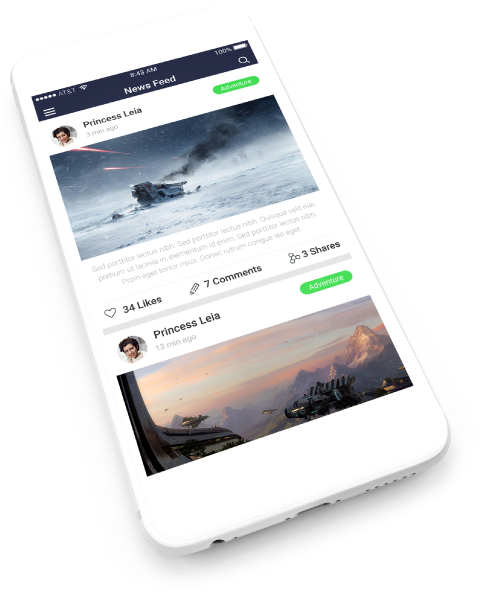 AT&T 8:43 AM 100%
News Feed
Princess Leia
3 min ago
Adventure
Sed porttitor lectus nibh. Sed porttitor lectus nibh. Quisque velit nisi,
pretium ut lacinia in, elementum id enim. Sed porttitor lectus nibh.
Proin eget tortor risus. Donec rutrum congue leo eget.
34 Likes 7 Comments 3 Shares
Princess Leia
13 min ago
Adventure